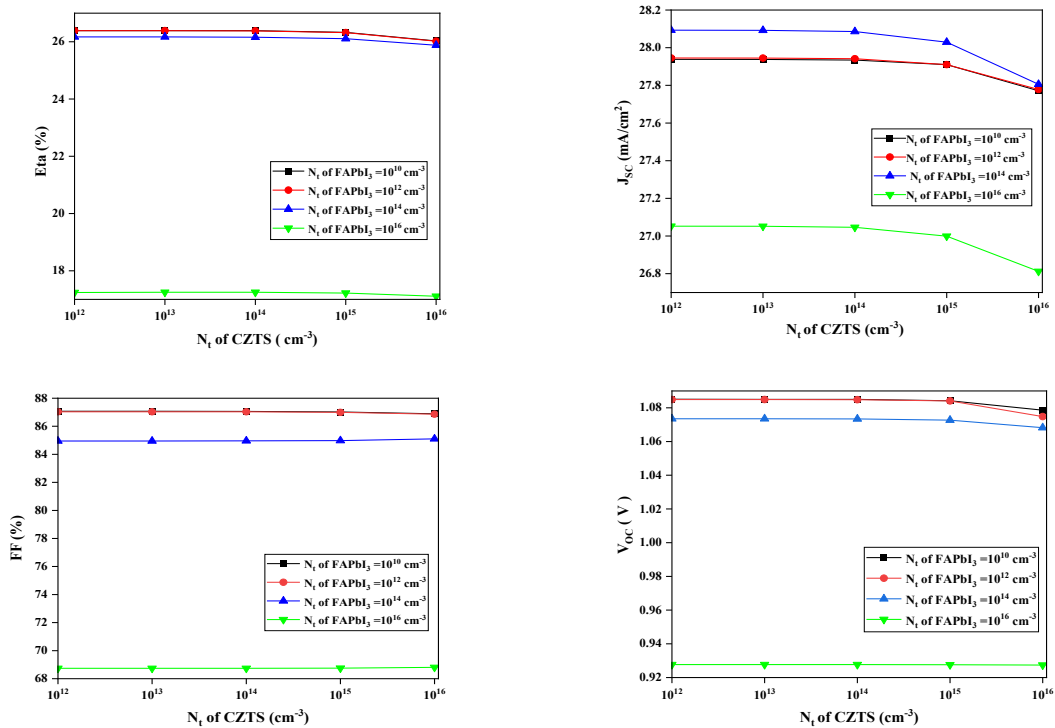 26
24
22
20
18
Eta (%)
N_t of FAPbI_3 =10^10 cm^-3
N_t of FAPbI_3 =10^12 cm^-3
N_t of FAPbI_3 =10^14 cm^-3
N_t of FAPbI_3 =10^16 cm^-3
10^12 10^13 10^14 10^15 10^16
N_t of CZTS ( cm^-3)
28.2
28.0
27.8
27.6
27.4
27.2
27.0
26.8
J_SC (mA/cm^2)
N_t of FAPbI_3 =10^10 cm^-3
N_t of FAPbI_3 =10^12 cm^-3
N_t of FAPbI_3 =10^14 cm^-3
N_t of FAPbI_3 =10^16 cm^-3
10^12 10^13 10^14 10^15 10^16
N_t of CZTS (cm^-3)
88
86
84
82
80
78
76
74
72
70
68
FF (%)
N_t of FAPbI_3 =10^10 cm^-3
N_t of FAPbI_3 =10^12 cm^-3
N_t of FAPbI_3 =10^14 cm^-3
N_t of FAPbI_3 =10^16 cm^-3
10^12 10^13 10^14 10^15 10^16
N_t of CZTS (cm^-3)
1.08
1.06
1.04
1.02
1.00
0.98
0.96
0.94
0.92
V_OC ( V)
N_t of FAPbI_3 =10^10 cm^-3
N_t of FAPbI_3 =10^12 cm^-3
N_t of FAPbI_3 =10^14 cm^-3
N_t of FAPbI_3 =10^16 cm^-3
10^12 10^13 10^14 10^15 10^16
N_t of CZTS (cm^-3)